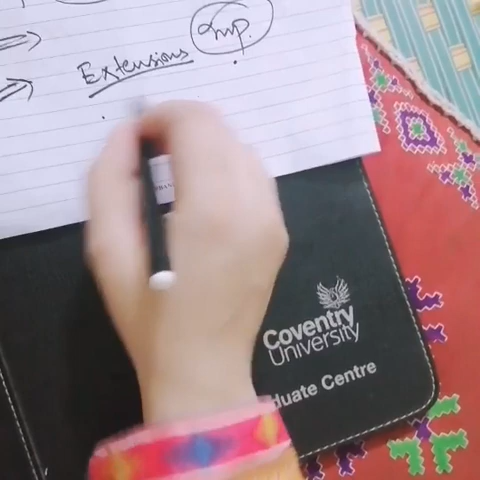 Imp.
Extensions
Coventry
University
duate Centre